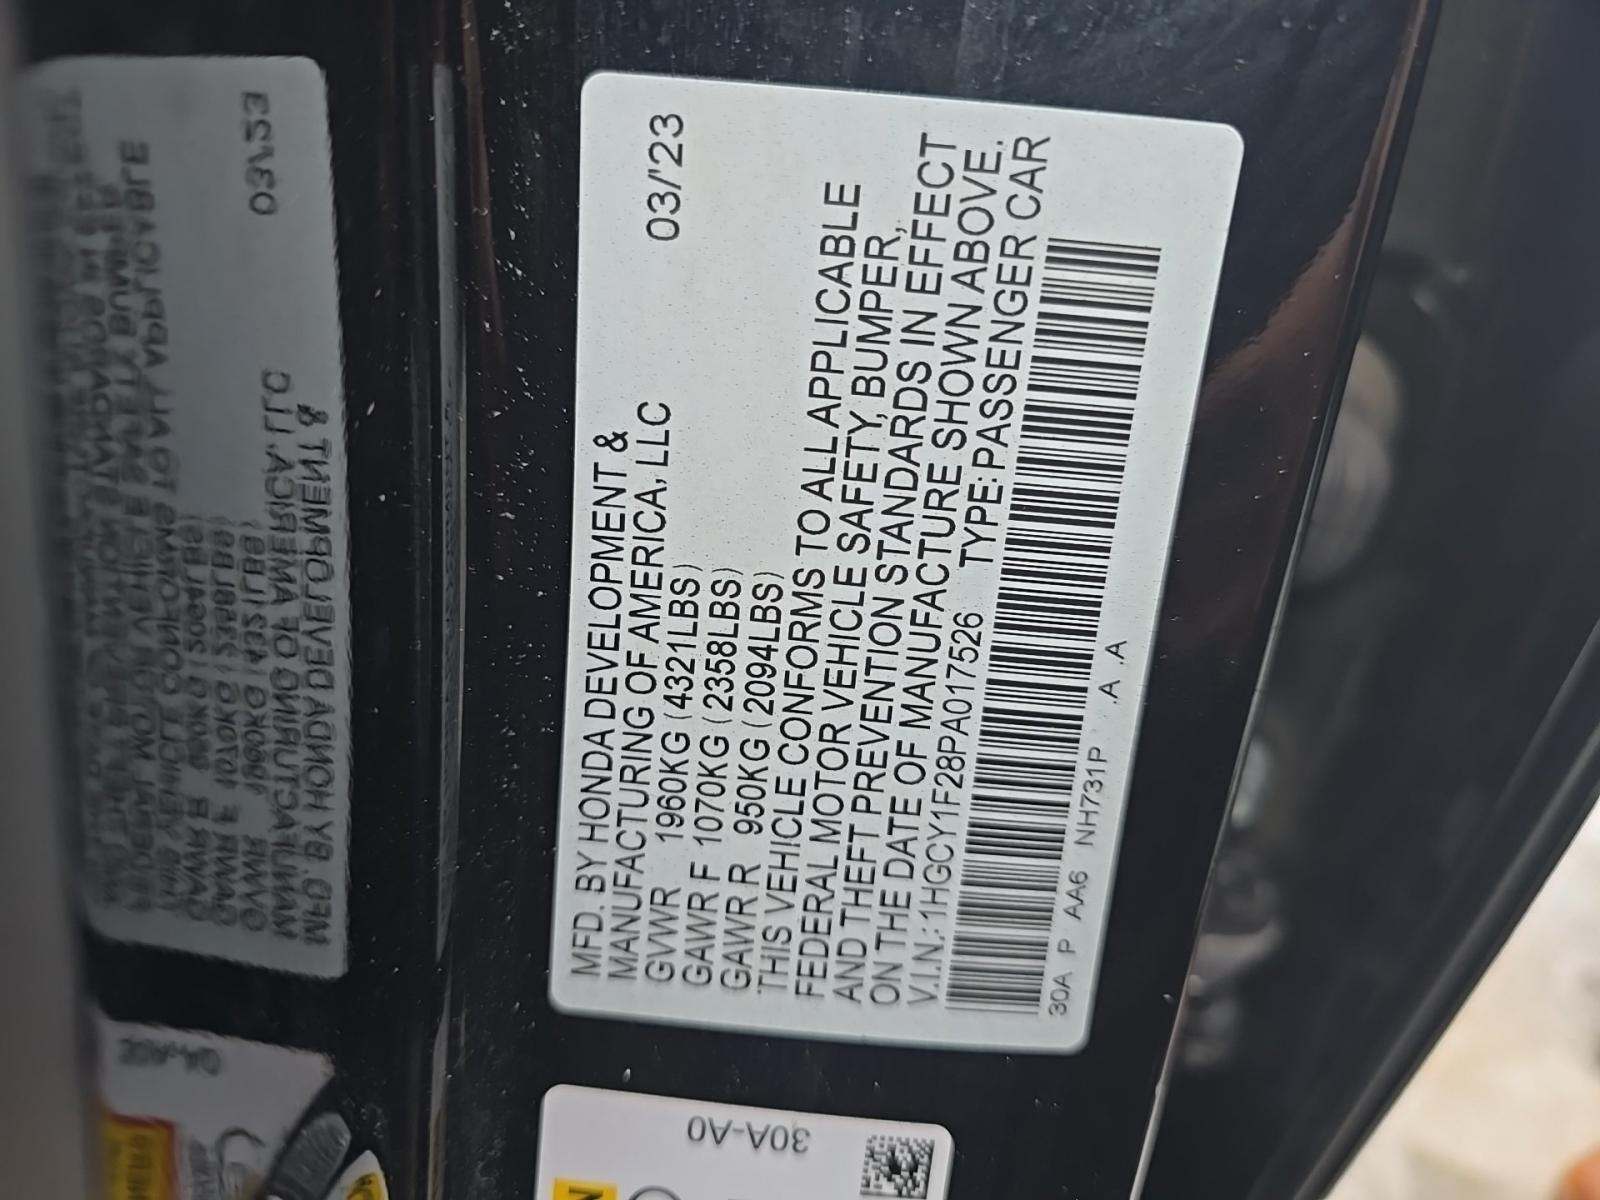 MFD. BY HONDA DEVELOPMENT &
MANUFACTURING OF AMERICA, LLC 03/'23
GVWR 1960KG (4321LBS)
GAWR F 1070KG (2358LBS)
GAWR R 950KG (2094LBS)
THIS VEHICLE CONFORMS TO ALL APPLICABLE
FEDERAL MOTOR VEHICLE SAFETY, BUMPER,
AND THEFT PREVENTION STANDARDS IN EFFECT
ON THE DATE OF MANUFACTURE SHOWN ABOVE.
V.I.N.: 1HGCY1F28PA017526 TYPE: PASSENGER CAR
30A P AA6 NH731P .A .A
30A-A0